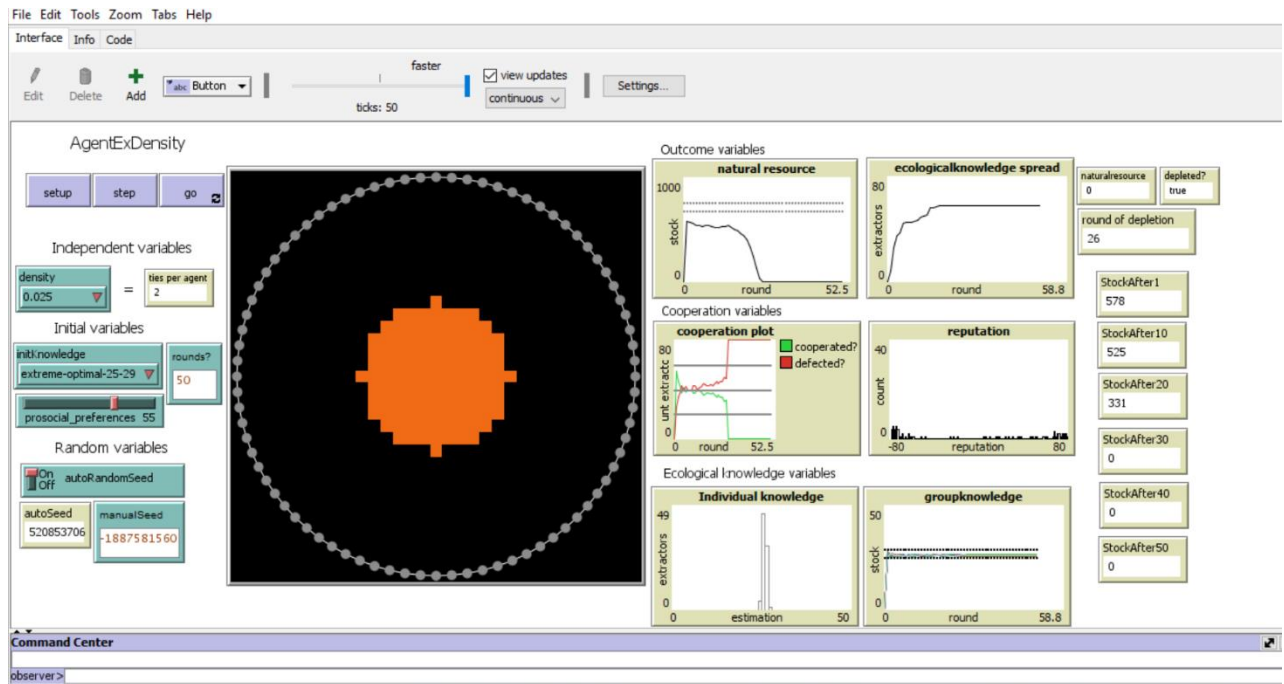 File Edit Tools Zoom Tabs Help
Interface Info Code
Edit Delete Add abc Button faster ticks: 50 view updates continuous Settings...
AgentExDensity
setup step go
Independent variables
density
0.025
=
ties per agent
2
Initial variables
initKnowledge
extreme-optimal-25-29
rounds?
50
prosocial_preferences 55
Random variables
On
Off
autoRandomSeed
autoSeed
520853706
manualSeed
-1887581560
Outcome variables
natural resource
1000
stock
0
0 round 52.5
ecologicalknowledge spread
80
extractors
0
0 round 58.8
naturalresource
0
depleted?
true
round of depletion
26
Cooperation variables
cooperation plot
80
unt extractc
0
0 round 52.5
cooperated?
defected?
reputation
40
count
0
-80 reputation 80
Ecological knowledge variables
Individual knowledge
49
extractors
0
0 estimation 50
groupknowledge
50
stock
0
0 round 58.8
StockAfter1
578
StockAfter10
525
StockAfter20
331
StockAfter30
0
StockAfter40
0
StockAfter50
0
Command Center
observer>